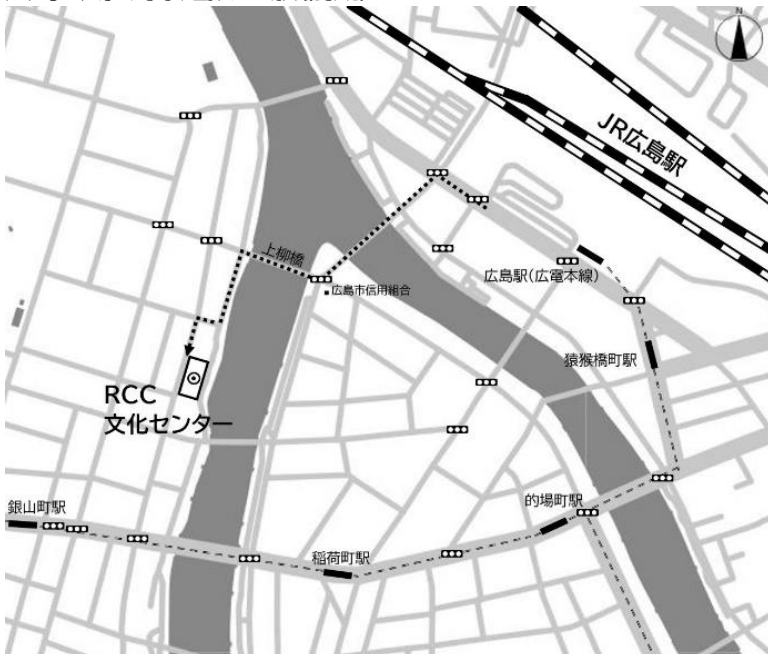 N
JR広島駅
上柳橋
広島市信用組合
広島駅(広電本線)
猿猴橋町駅
RCC
文化センター
銀山町駅
稲荷町駅
的場町駅